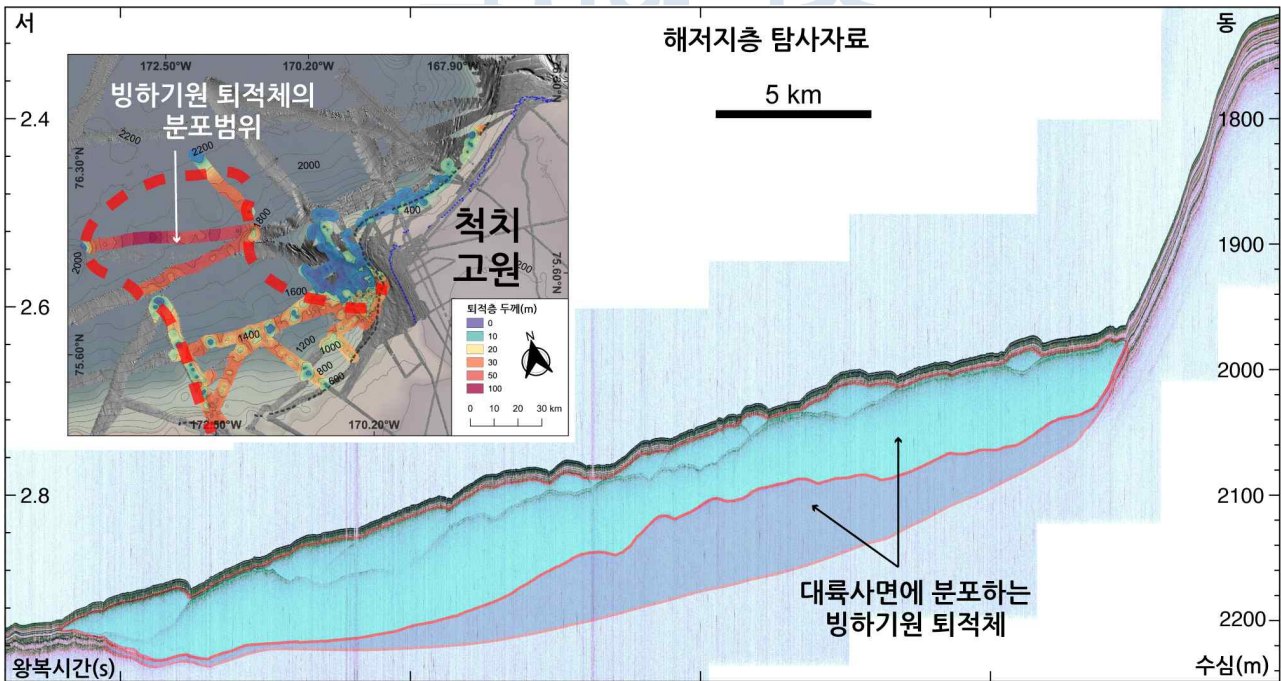 서
동
해저지층 탐사자료
5 km
2.4
2.6
2.8
왕복시간(s)
1800
1900
2000
2100
2200
수심(m)
172.50°W
170.20°W
167.90°W
빙하기원 퇴적체의
분포범위
76.30°N
75.60°N
75.60°N
2200
2200
2000
1800
2000
1600
1400
1200
1000
800
600
400
200
척치
고원
퇴적층 두께(m)
0
10
20
30
50
100
N
0 10 20 30 km
172.50°W
170.20°W
대륙사면에 분포하는
빙하기원 퇴적체